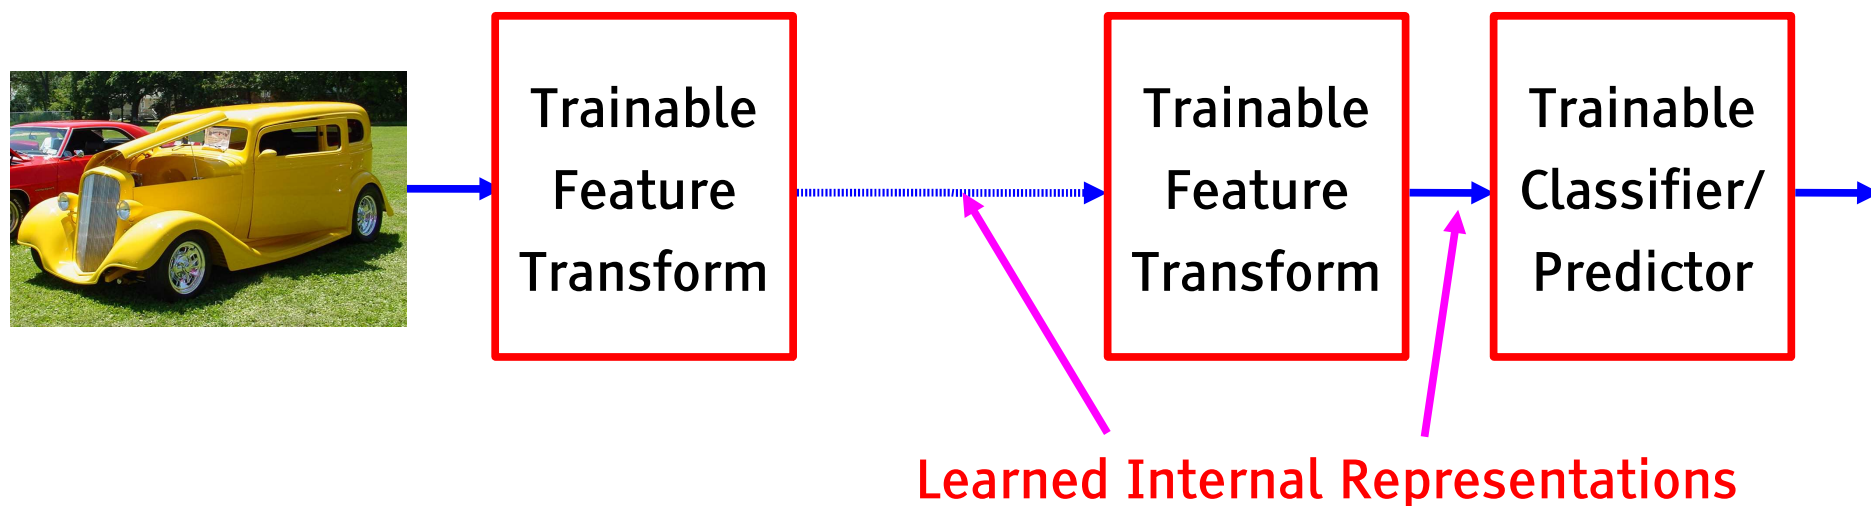 Trainable
Feature
Transform
Trainable
Feature
Transform
Trainable
Classifier/
Predictor
Learned Internal Representations